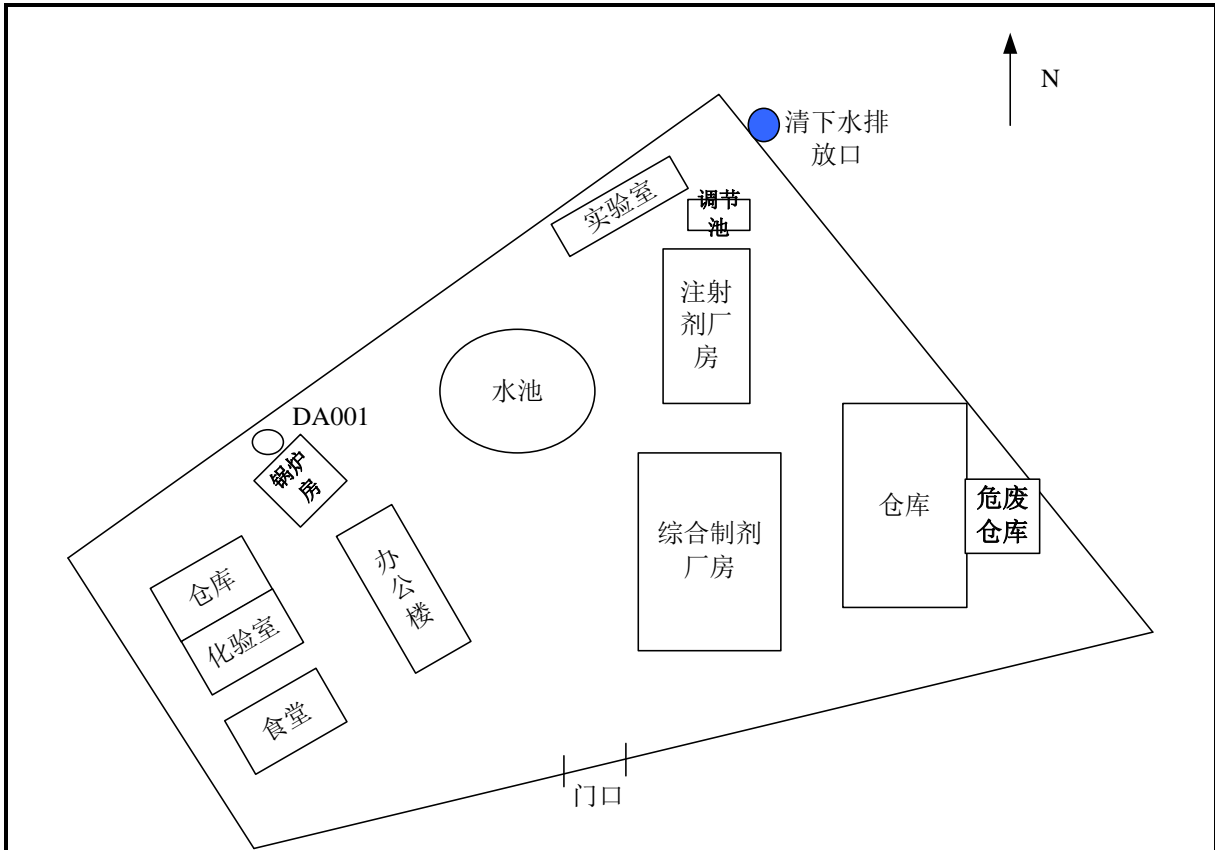 N
清下水排
放口
实验室
调节
池
注射
剂厂
房
水池
DA001
锅炉
房
仓库
危废
仓库
综合制剂
厂房
办
公
楼
仓库
化验室
食堂
门口